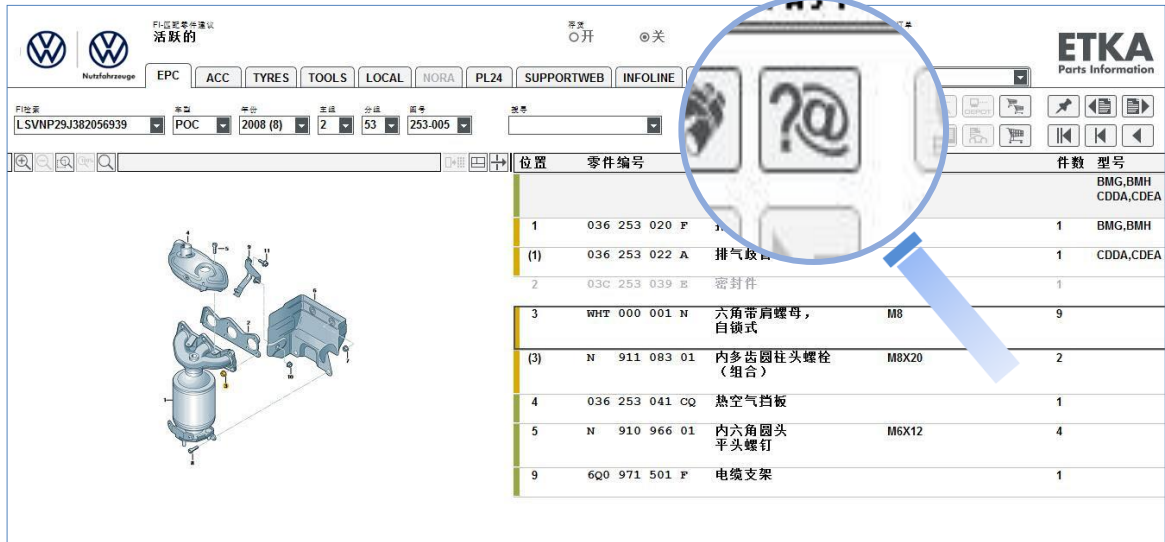 FI-匹配零件建议
活跃的
存货
开 关
Nutzfahrzeuge
ETKA
Parts Information
EPC ACC TYRES TOOLS LOCAL NORA PL24 SUPPORTWEB INFOLINE
FI检索 车型 年份 主组 分组 图号 搜寻
LSVNP29J382056939 POC 2008 (8) 2 53 253-005
?@
位置 零件编号 件数 型号
BMG,BMH
CDDA,CDEA
1 036 253 020 F 1 BMG,BMH
(1) 036 253 022 A 排气歧管 1 CDDA,CDEA
2 03C 253 039 E 密封件 1
3 WHT 000 001 N 六角带肩螺母， M8 9
自锁式
(3) N 911 083 01 内多齿圆柱头螺栓 M8X20 2
（组合）
4 036 253 041 CQ 热空气挡板 1
5 N 910 966 01 内六角圆头 M6X12 4
平头螺钉
9 6Q0 971 501 F 电缆支架 1